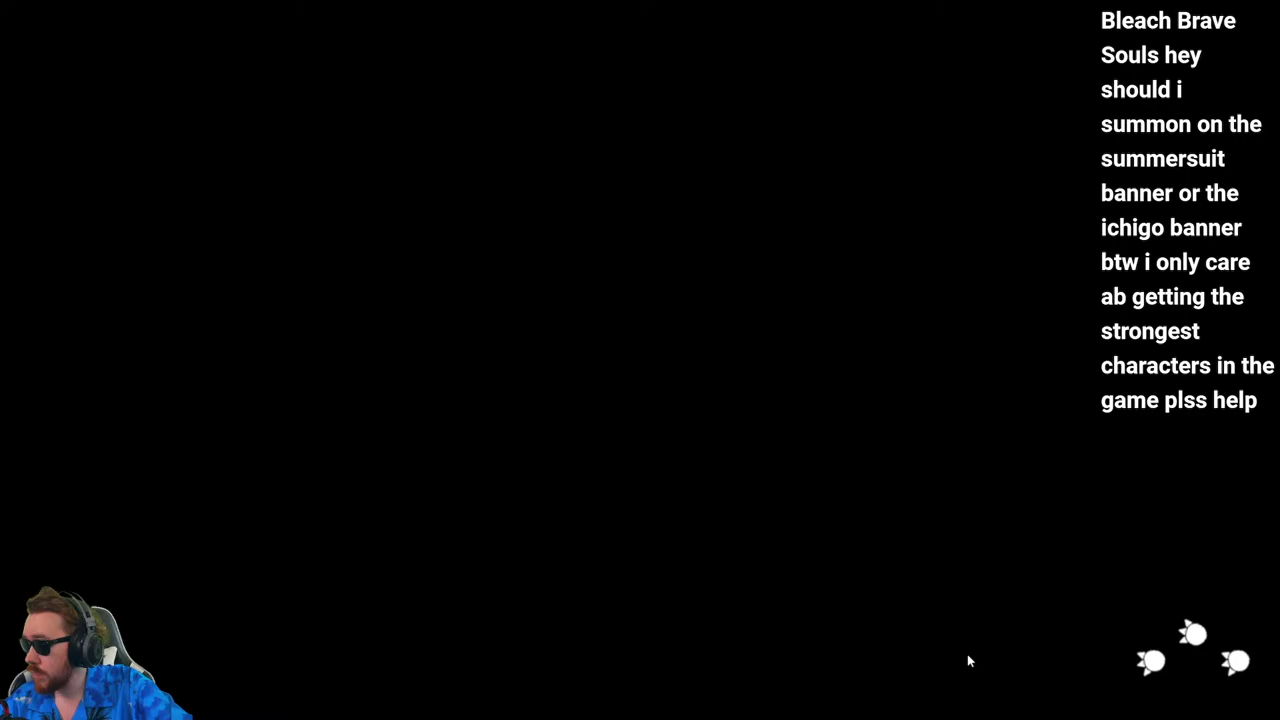 Bleach Brave
Souls hey
should i
summon on the
summersuit
banner or the
ichigo banner
btw i only care
ab getting the
strongest
characters in the
game plss help